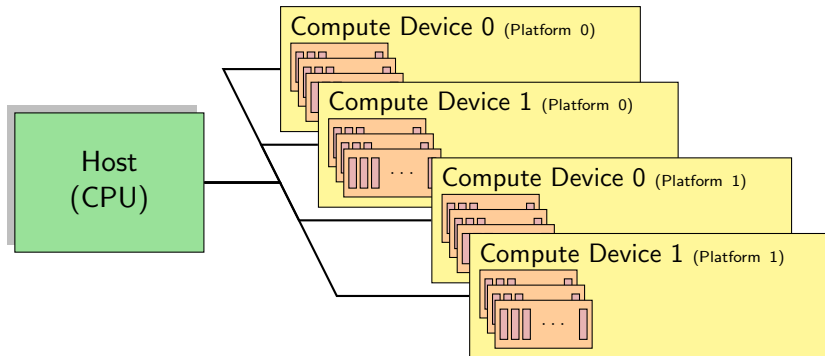 Compute Device 0 (Platform 0)
Compute Device 1 (Platform 0)
Host
(CPU)
· · ·
Compute Device 0 (Platform 1)
Compute Device 1 (Platform 1)
· · ·